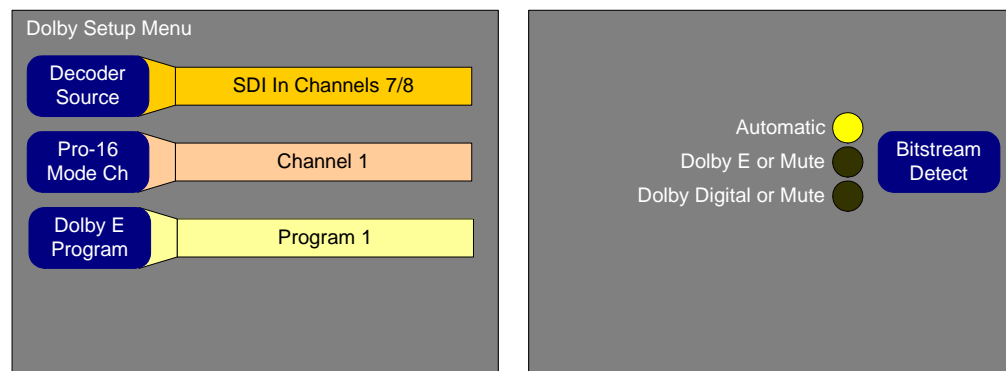 Dolby Setup Menu
Decoder
Source
SDI In Channels 7/8
Pro-16
Mode Ch
Channel 1
Dolby E
Program
Program 1
Automatic
Dolby E or Mute
Dolby Digital or Mute
Bitstream
Detect